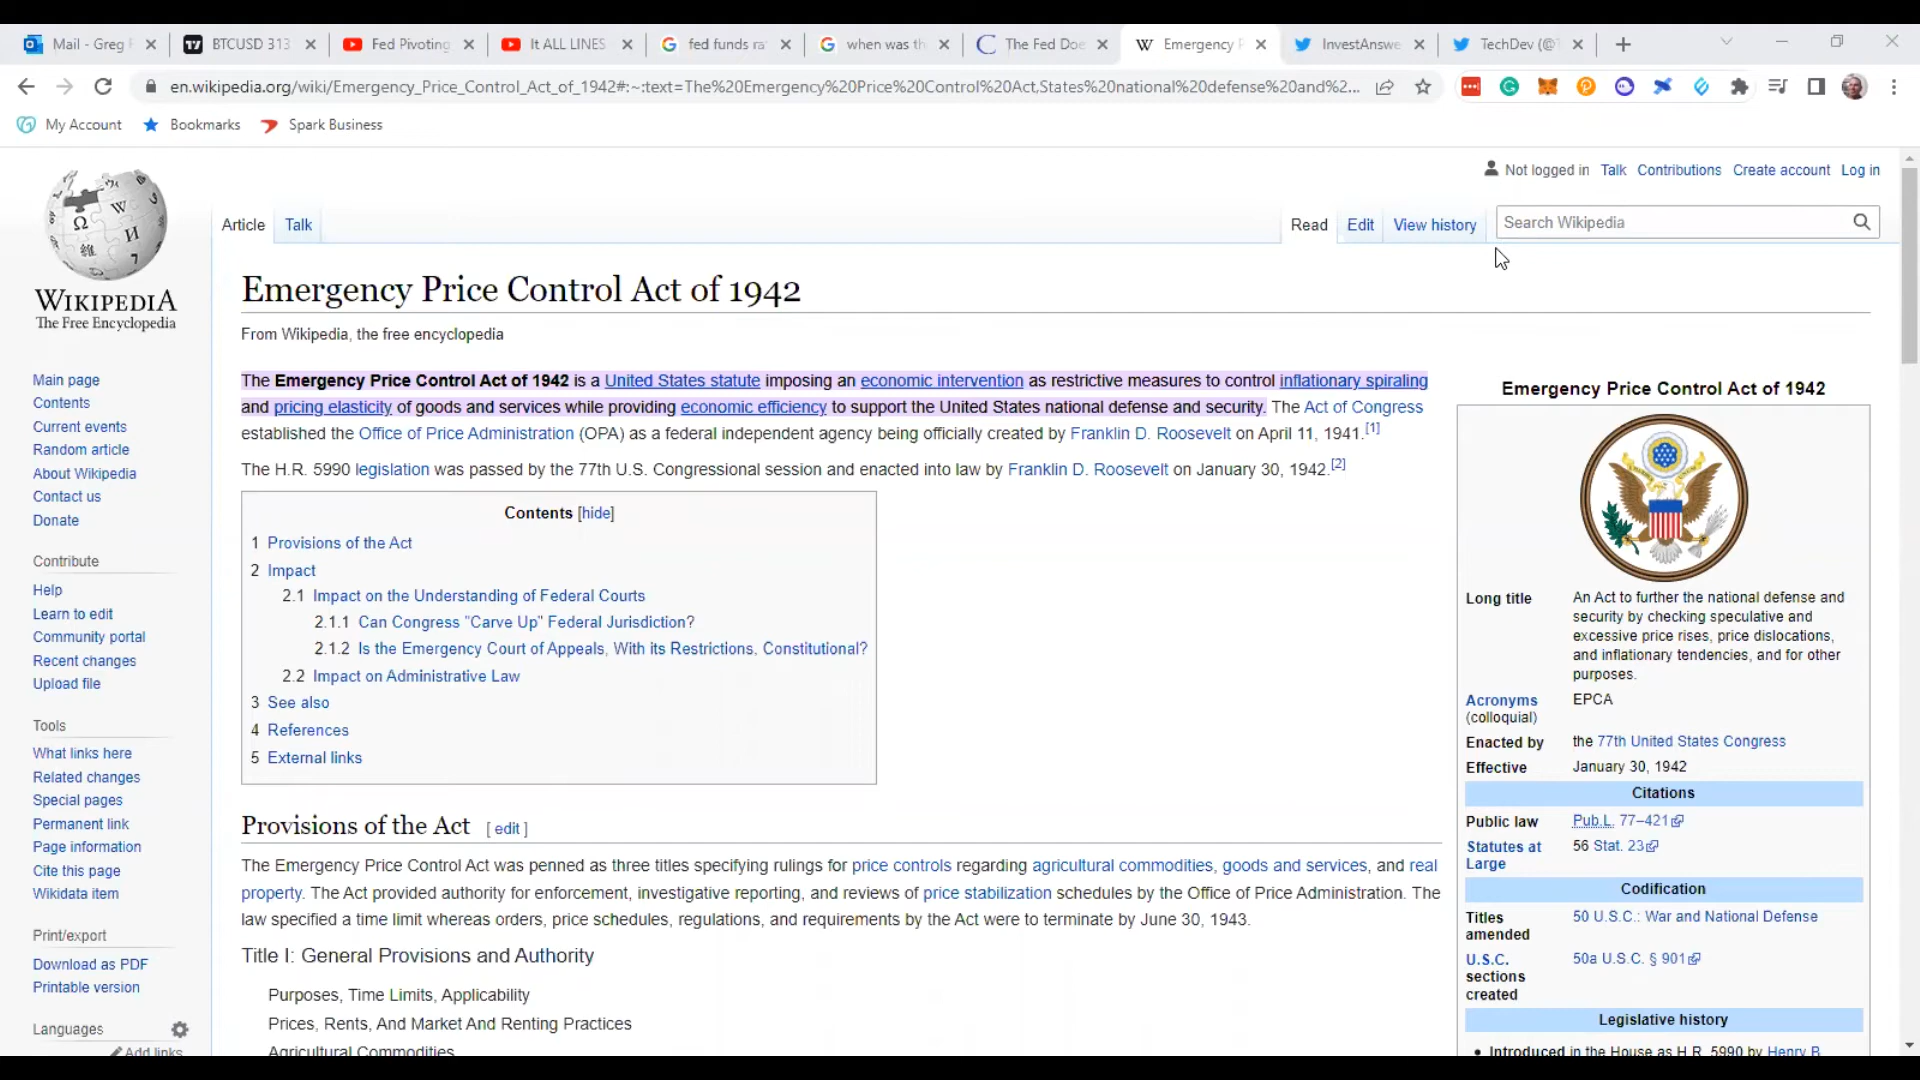 Mail - Greg
BTCUSD 313
Fed Pivoting
It ALL LINES
fed funds ra
when was th
The Fed Doe
Emergency P
InvestAnswe
TechDev (@
en.wikipedia.org/wiki/Emergency_Price_Control_Act_of_1942#:~:text=The%20Emergency%20Price%20Control%20Act,States%20national%20defense%20and%2...
My Account
Bookmarks
Spark Business
Not logged in Talk Contributions Create account Log in
Article Talk
Read Edit View history
Search Wikipedia
WIKIPEDIA
The Free Encyclopedia
Main page
Contents
Current events
Random article
About Wikipedia
Contact us
Donate
Contribute
Help
Learn to edit
Community portal
Recent changes
Upload file
Tools
What links here
Related changes
Special pages
Permanent link
Page information
Cite this page
Wikidata item
Print/export
Download as PDF
Printable version
Languages
Add links
Emergency Price Control Act of 1942
From Wikipedia, the free encyclopedia
The Emergency Price Control Act of 1942 is a United States statute imposing an economic intervention as restrictive measures to control inflationary spiraling
and pricing elasticity of goods and services while providing economic efficiency to support the United States national defense and security. The Act of Congress
established the Office of Price Administration (OPA) as a federal independent agency being officially created by Franklin D. Roosevelt on April 11, 1941.[1]
The H.R. 5990 legislation was passed by the 77th U.S. Congressional session and enacted into law by Franklin D. Roosevelt on January 30, 1942.[2]
Contents [hide]
1 Provisions of the Act
2 Impact
2.1 Impact on the Understanding of Federal Courts
2.1.1 Can Congress "Carve Up" Federal Jurisdiction?
2.1.2 Is the Emergency Court of Appeals, With its Restrictions, Constitutional?
2.2 Impact on Administrative Law
3 See also
4 References
5 External links
Provisions of the Act [ edit ]
The Emergency Price Control Act was penned as three titles specifying rulings for price controls regarding agricultural commodities, goods and services, and real
property. The Act provided authority for enforcement, investigative reporting, and reviews of price stabilization schedules by the Office of Price Administration. The
law specified a time limit whereas orders, price schedules, regulations, and requirements by the Act were to terminate by June 30, 1943.
Title I: General Provisions and Authority
Purposes, Time Limits, Applicability
Prices, Rents, And Market And Renting Practices
Agricultural Commodities
Emergency Price Control Act of 1942
Long title An Act to further the national defense and
security by checking speculative and
excessive price rises, price dislocations,
and inflationary tendencies, and for other
purposes.
Acronyms EPCA
(colloquial)
Enacted by the 77th United States Congress
Effective January 30, 1942
Citations
Public law Pub.L. 77–421
Statutes at 56 Stat. 23
Large
Codification
Titles 50 U.S.C.: War and National Defense
amended
U.S.C. 50a U.S.C. § 901
sections
created
Legislative history
• Introduced in the House as H.R. 5990 by Henry B.